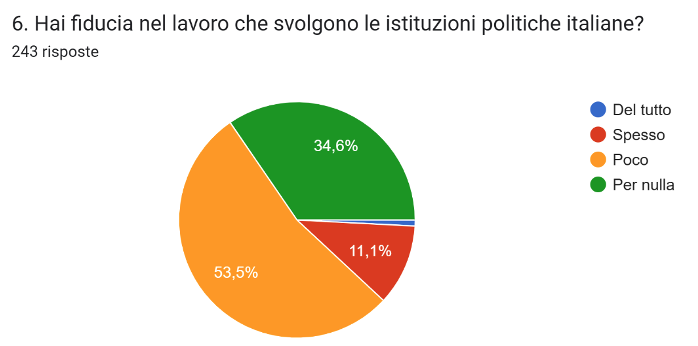 6. Hai fiducia nel lavoro che svolgono le istituzioni politiche italiane?
243 risposte
34,6%
11,1%
53,5%
Del tutto
Spesso
Poco
Per nulla